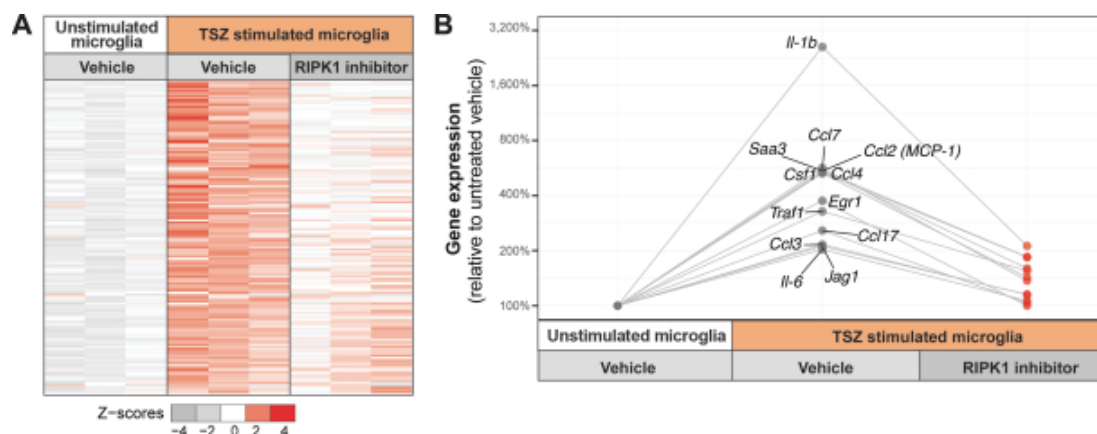 A
Unstimulated
microglia
TSZ stimulated microglia
Vehicle
Vehicle
RIPK1 inhibitor
Z-scores
−4 −2 0 2 4
B
Gene expression
(relative to untreated vehicle)
3,200%
1,600%
800%
400%
200%
100%
Il-1b
Ccl7
Saa3
Ccl2 (MCP-1)
Csf1
Ccl4
Egr1
Traf1
Ccl17
Ccl3
Il-6
Jag1
Unstimulated microglia
TSZ stimulated microglia
Vehicle
Vehicle
RIPK1 inhibitor